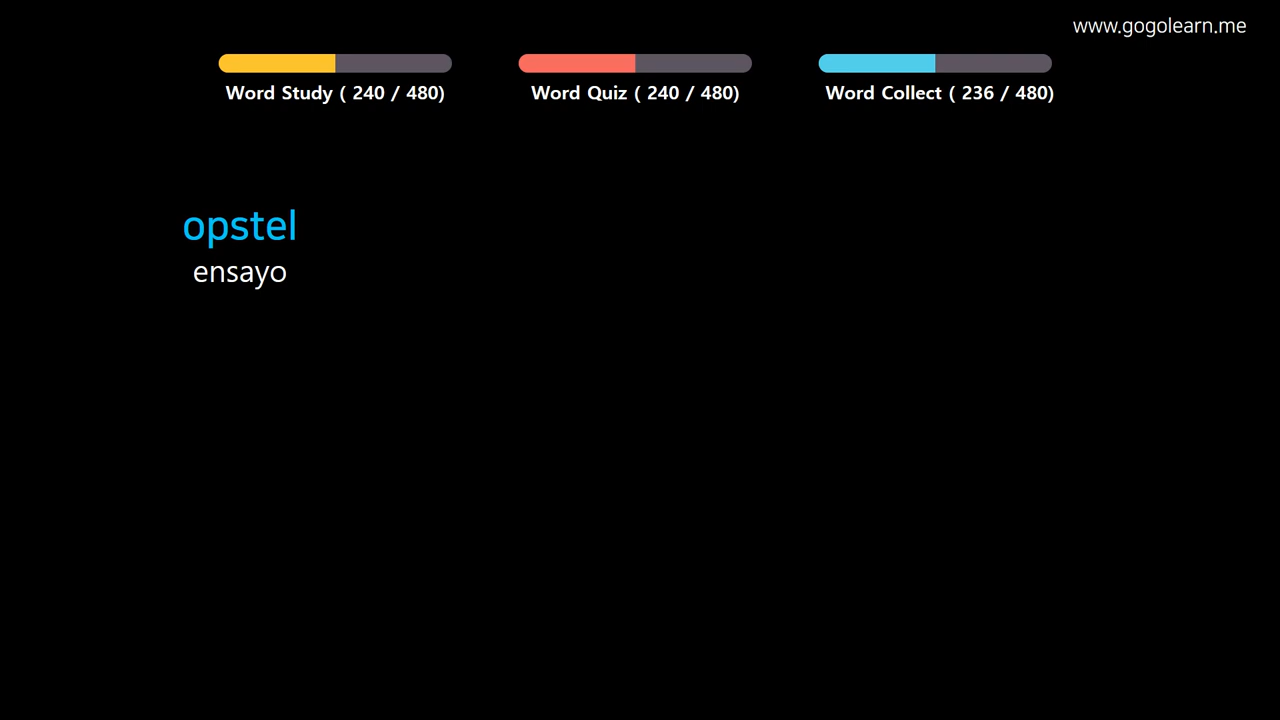 www.gogolearn.me
Word Study ( 240 / 480)
Word Quiz ( 240 / 480)
Word Collect ( 236 / 480)
opstel
ensayo